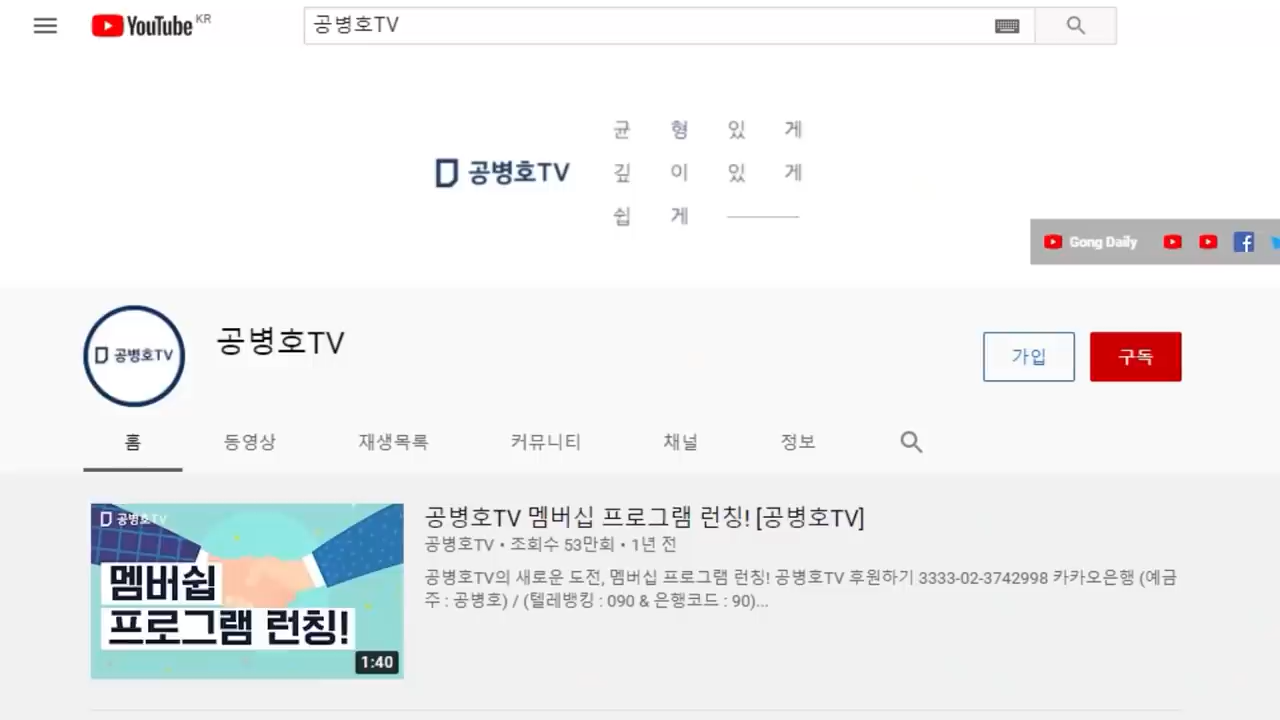 YouTube KR
공병호TV
균 형 있 게
공병호TV
깊 이 있 게
쉽 게
Gong Daily
공병호TV
공병호TV
가입
구독
홈
동영상
재생목록
커뮤니티
채널
정보
공병호TV
멤버쉽
프로그램 런칭!
1:40
공병호TV 멤버십 프로그램 런칭! [공병호TV]
공병호TV • 조회수 53만회 • 1년 전
공병호TV의 새로운 도전, 멤버십 프로그램 런칭! 공병호TV 후원하기 3333-02-3742998 카카오은행 (예금
주 : 공병호) / (텔레뱅킹 : 090 & 은행코드 : 90)...